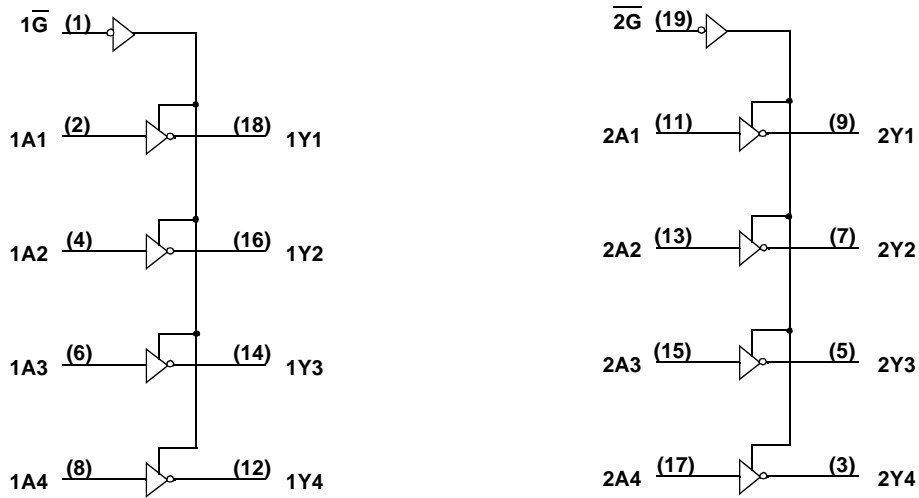 1G̅ (1)
1A1 (2) (18) 1Y1
1A2 (4) (16) 1Y2
1A3 (6) (14) 1Y3
1A4 (8) (12) 1Y4
2̅G̅ (19)
2A1 (11) (9) 2Y1
2A2 (13) (7) 2Y2
2A3 (15) (5) 2Y3
2A4 (17) (3) 2Y4